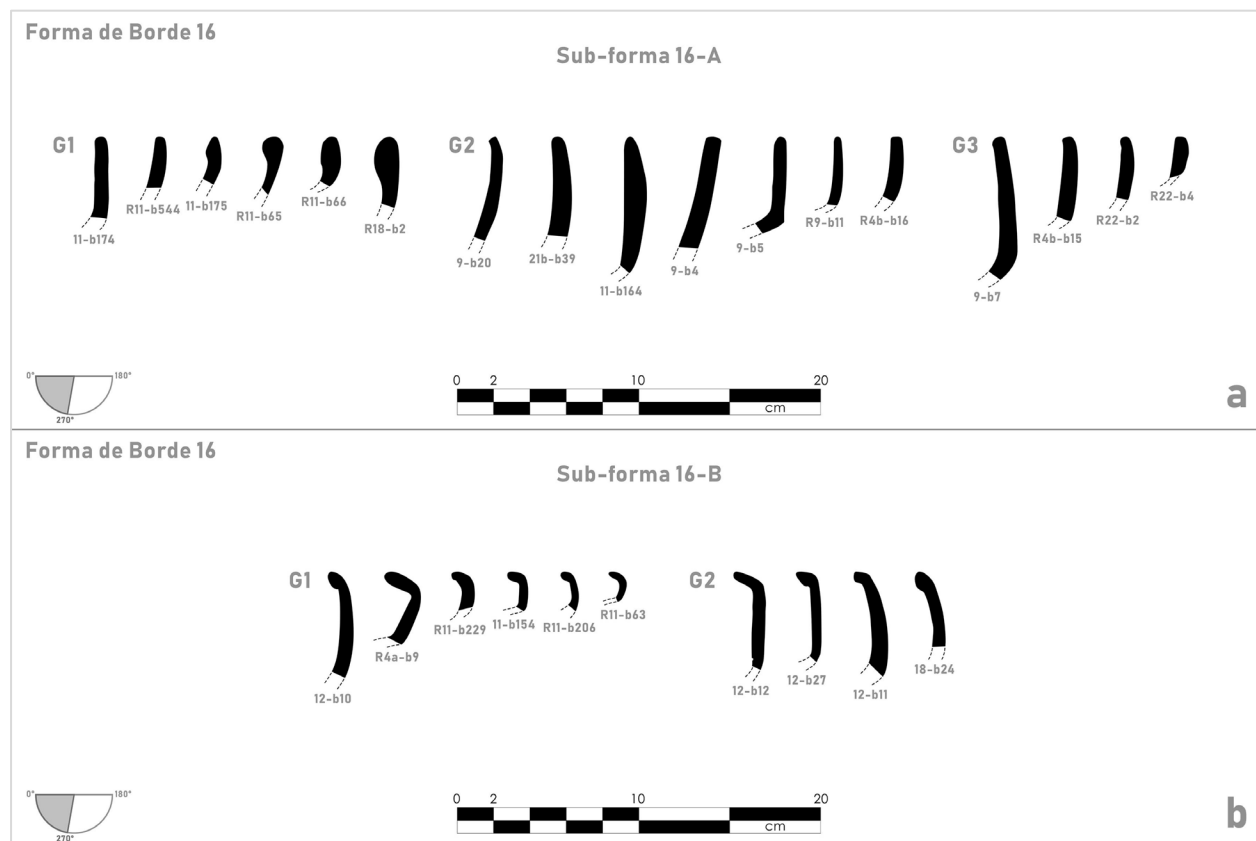 Forma de Borde 16
Sub-forma 16-A
G1
G2
G3
11-b174
R11-b544
11-b175
R11-b65
R11-b66
R18-b2
9-b20
21b-b39
11-b164
9-b4
9-b5
R9-b11
R4b-b16
9-b7
R4b-b15
R22-b2
R22-b4
0° 180°
270°
0 2 10 20
cm
a
Forma de Borde 16
Sub-forma 16-B
G1
G2
12-b10
R4a-b9
R11-b229
11-b154
R11-b206
R11-b63
12-b12
12-b27
12-b11
18-b24
0° 180°
270°
0 2 10 20
cm
b